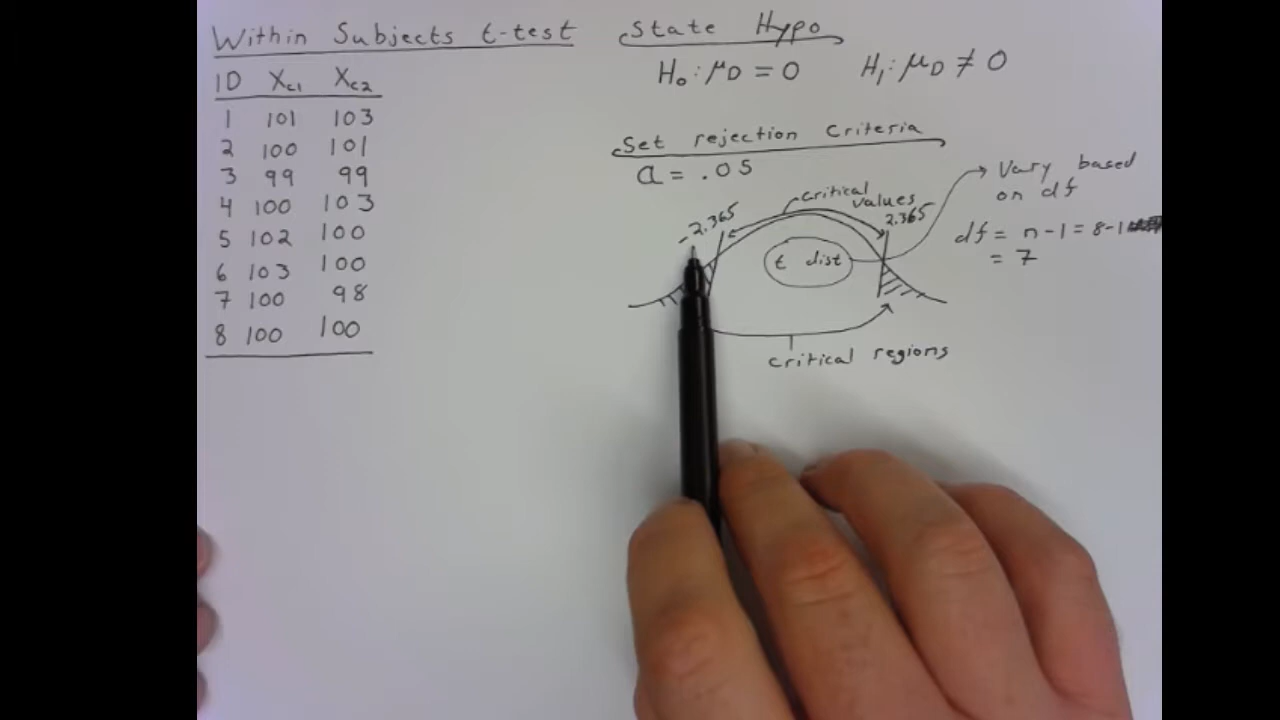 Within Subjects t-test
ID Xc1 Xc2
1 101 103
2 100 101
3 99 99
4 100 103
5 102 100
6 103 100
7 100 98
8 100 100
State Hypo
H₀: μD = 0 H₁: μD ≠ 0
Set rejection Criteria
a = .05
critical
values
-2.365
2.365
t dist
critical regions
Vary based
on df
df = n-1 = 8-1
= 7